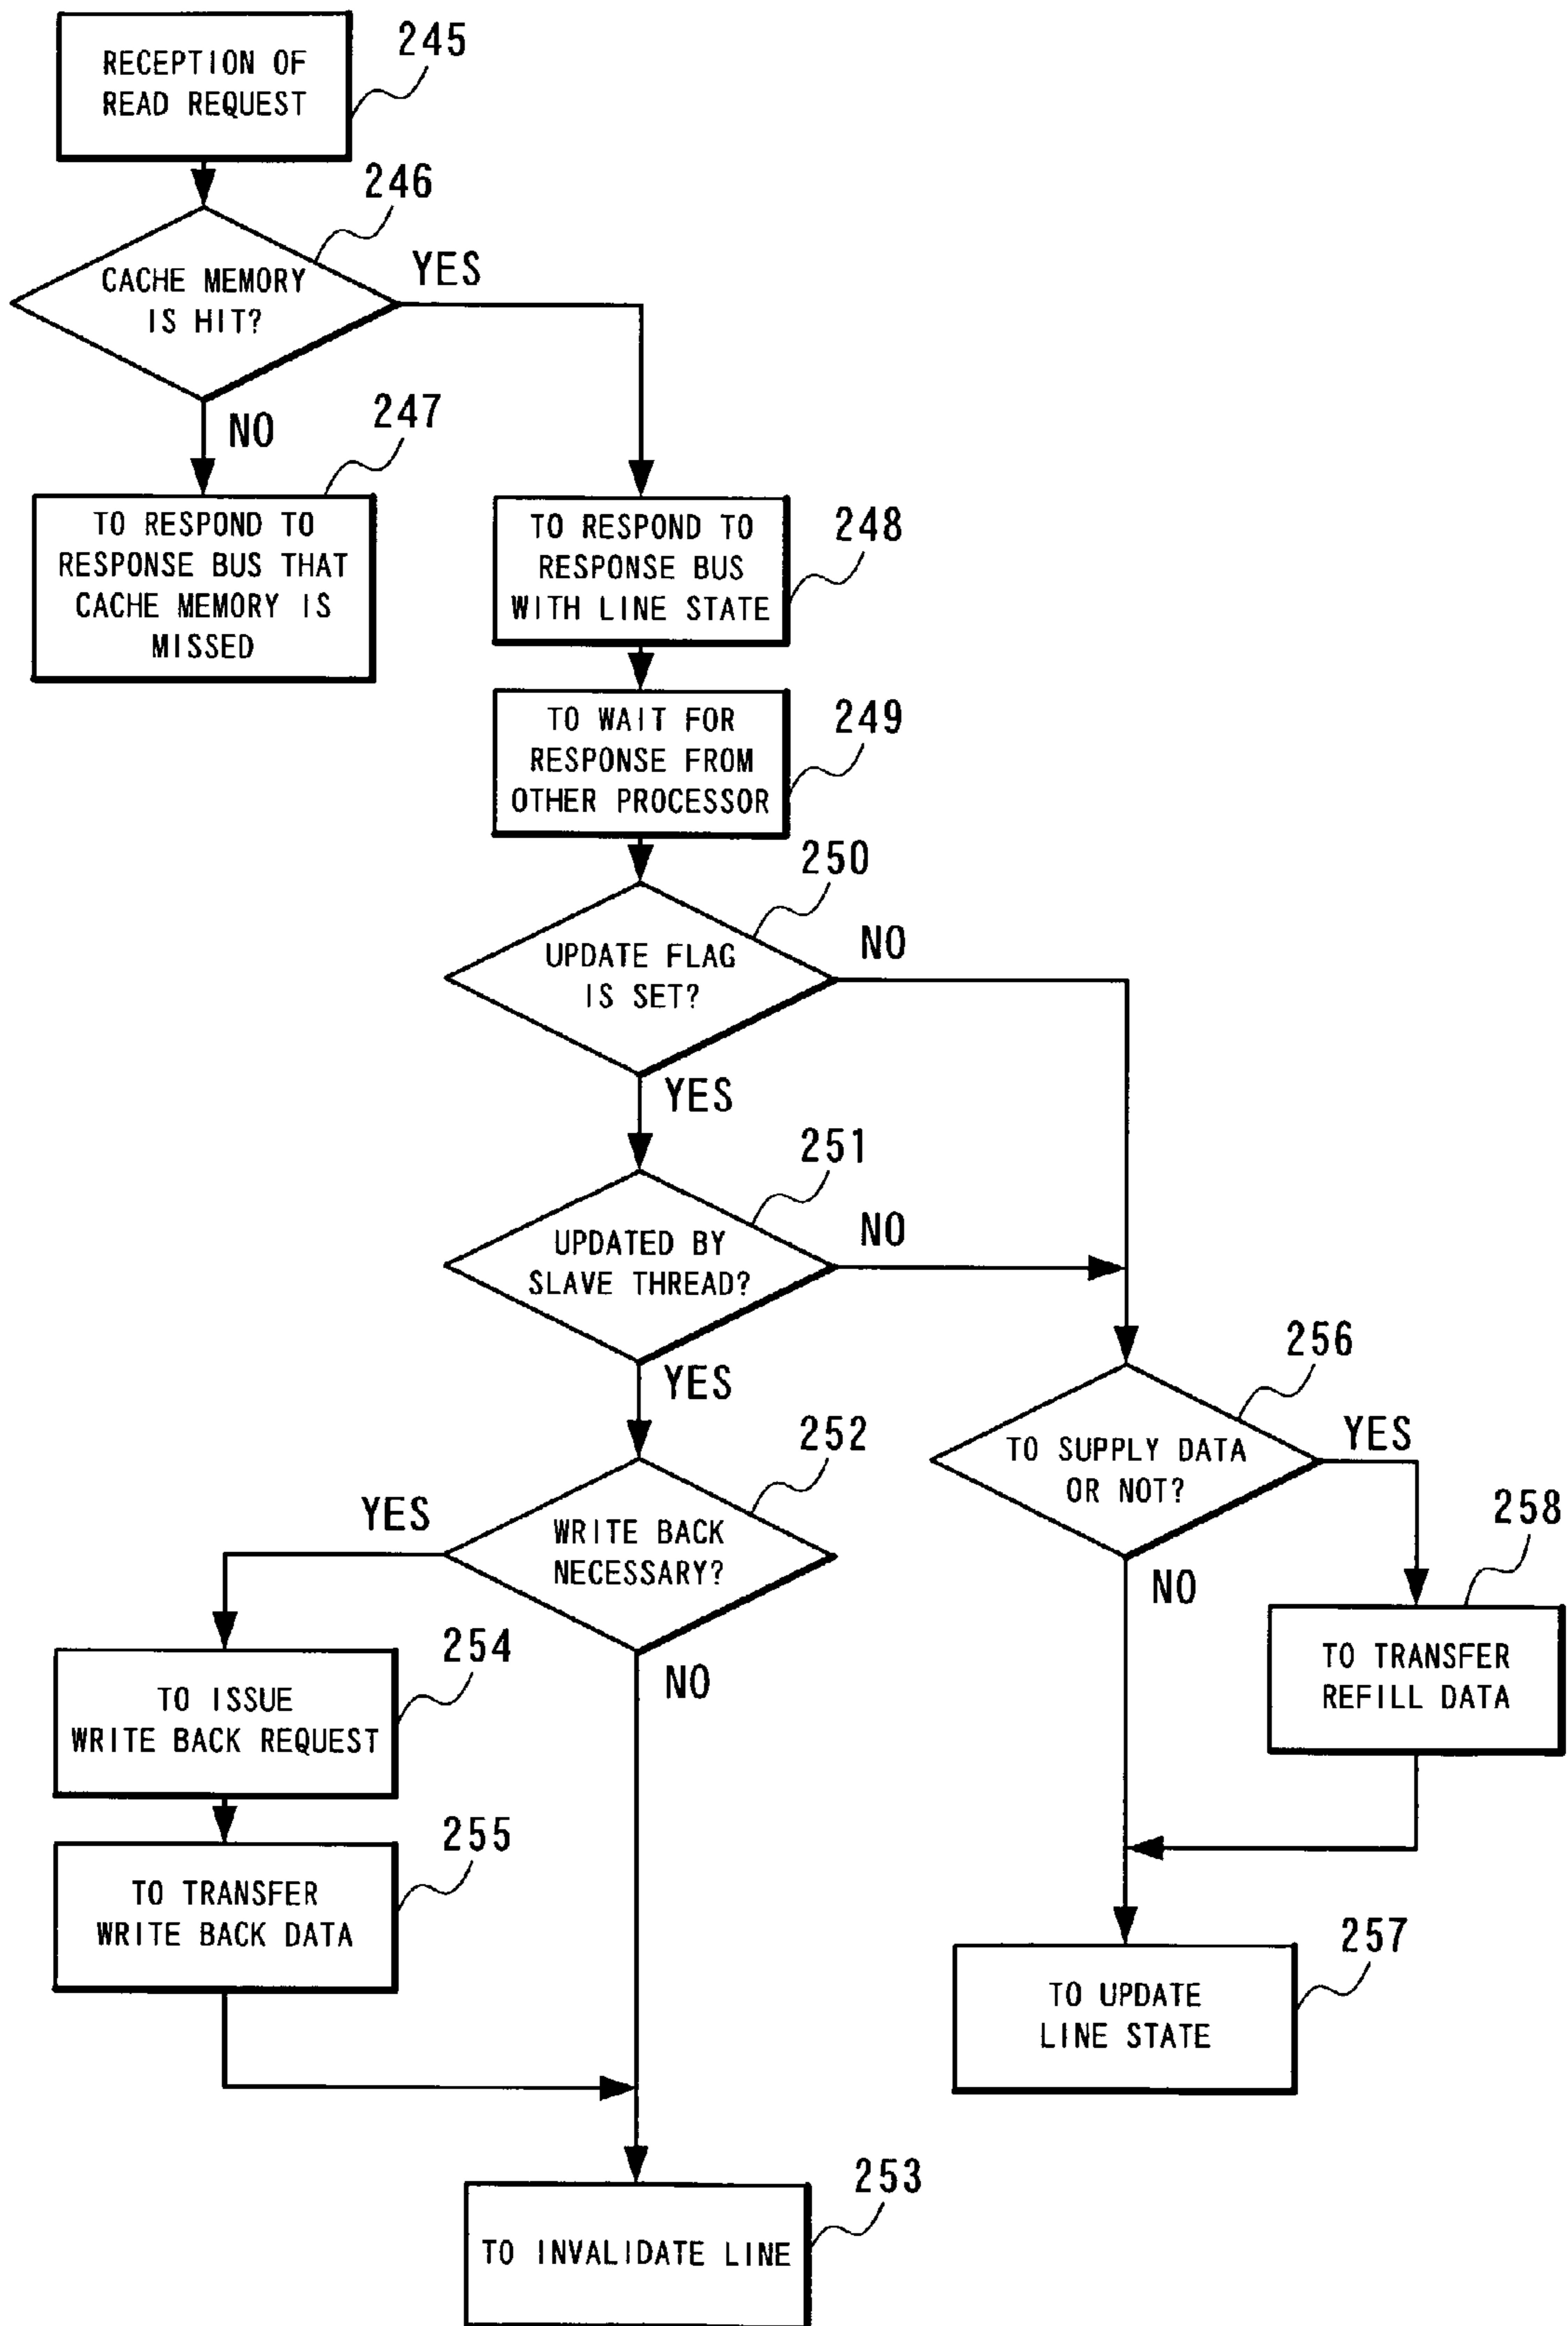 RECEPTION OF
READ REQUEST
245
246
CACHE MEMORY
IS HIT?
YES
NO
247
TO RESPOND TO
RESPONSE BUS THAT
CACHE MEMORY IS
MISSED
TO RESPOND TO
RESPONSE BUS
WITH LINE STATE
248
TO WAIT FOR
RESPONSE FROM
OTHER PROCESSOR
249
250
UPDATE FLAG
IS SET?
NO
YES
251
UPDATED BY
SLAVE THREAD?
NO
YES
252
WRITE BACK
NECESSARY?
YES
NO
254
TO ISSUE
WRITE BACK REQUEST
255
TO TRANSFER
WRITE BACK DATA
256
TO SUPPLY DATA
OR NOT?
YES
NO
258
TO TRANSFER
REFILL DATA
257
TO UPDATE
LINE STATE
253
TO INVALIDATE LINE